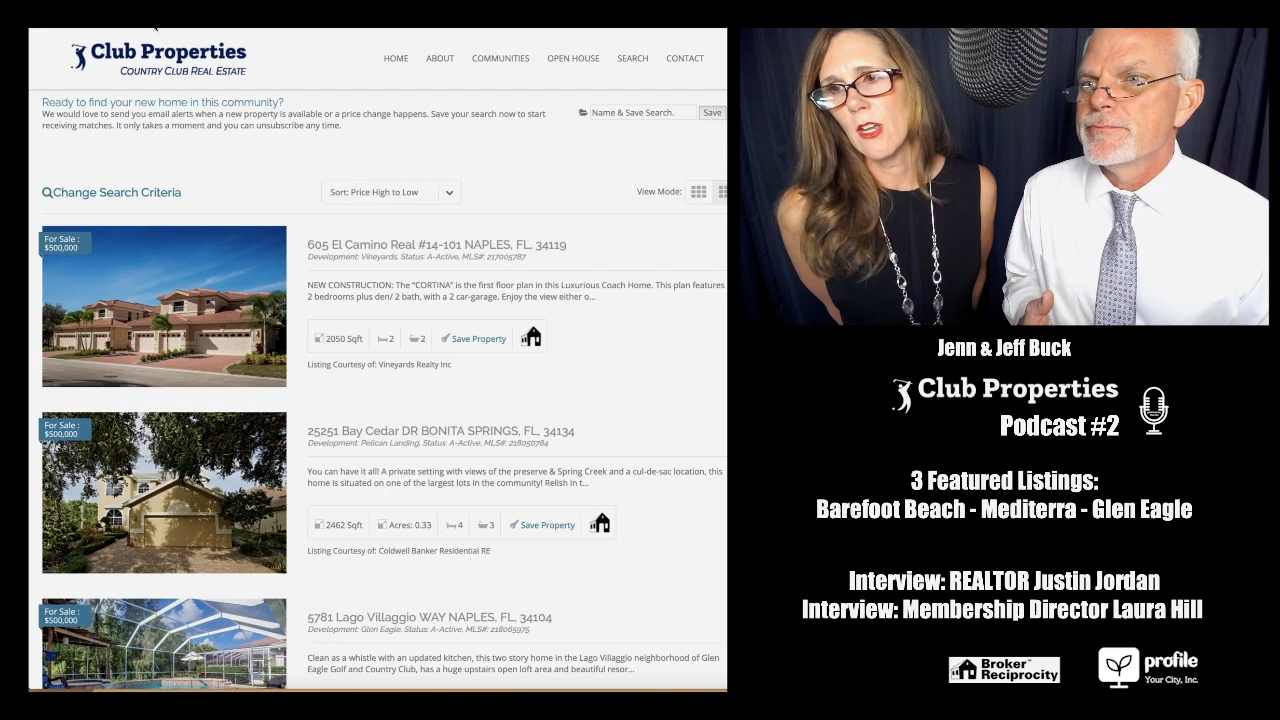 Club Properties
COUNTRY CLUB REAL ESTATE
HOME ABOUT COMMUNITIES OPEN HOUSE SEARCH CONTACT
Ready to find your new home in this community?
We would love to send you email alerts when a new property is available or a price change happens. Save your search now to start
receiving matches. It only takes a moment and you can unsubscribe any time.
Name & Save Search.
Save
Change Search Criteria
Sort: Price High to Low
View Mode:
For Sale :
$500,000
605 El Camino Real #14-101 NAPLES, FL, 34119
Development: Vineyards, Status: A-Active, MLS#: 217005787
NEW CONSTRUCTION: The “CORTINA” is the first floor plan in this Luxurious Coach Home. This plan features
2 bedrooms plus den/ 2 bath, with a 2 car-garage. Enjoy the view either o...
2050 Sqft 2 2 Save Property
Listing Courtesy of: Vineyards Realty Inc
For Sale :
$500,000
25251 Bay Cedar DR BONITA SPRINGS, FL, 34134
Development: Pelican Landing, Status: A-Active, MLS#: 218050784
You can have it all! A private setting with views of the preserve & Spring Creek and a cul-de-sac location, this
home is situated on one of the largest lots in the community! Relish in t...
2462 Sqft Acres: 0.33 4 3 Save Property
Listing Courtesy of: Coldwell Banker Residential RE
For Sale :
$500,000
5781 Lago Villaggio WAY NAPLES, FL, 34104
Development: Glen Eagle, Status: A-Active, MLS#: 218065975
Clean as a whistle with an updated kitchen, this two story home in the Lago Villaggio neighborhood of Glen
Eagle Golf and Country Club, has a huge upstairs open loft area and beautiful resor...
Jenn & Jeff Buck
Club Properties
Podcast #2
3 Featured Listings:
Barefoot Beach - Mediterra - Glen Eagle
Interview: REALTOR Justin Jordan
Interview: Membership Director Laura Hill
Broker™
Reciprocity
profile
Your City, Inc.